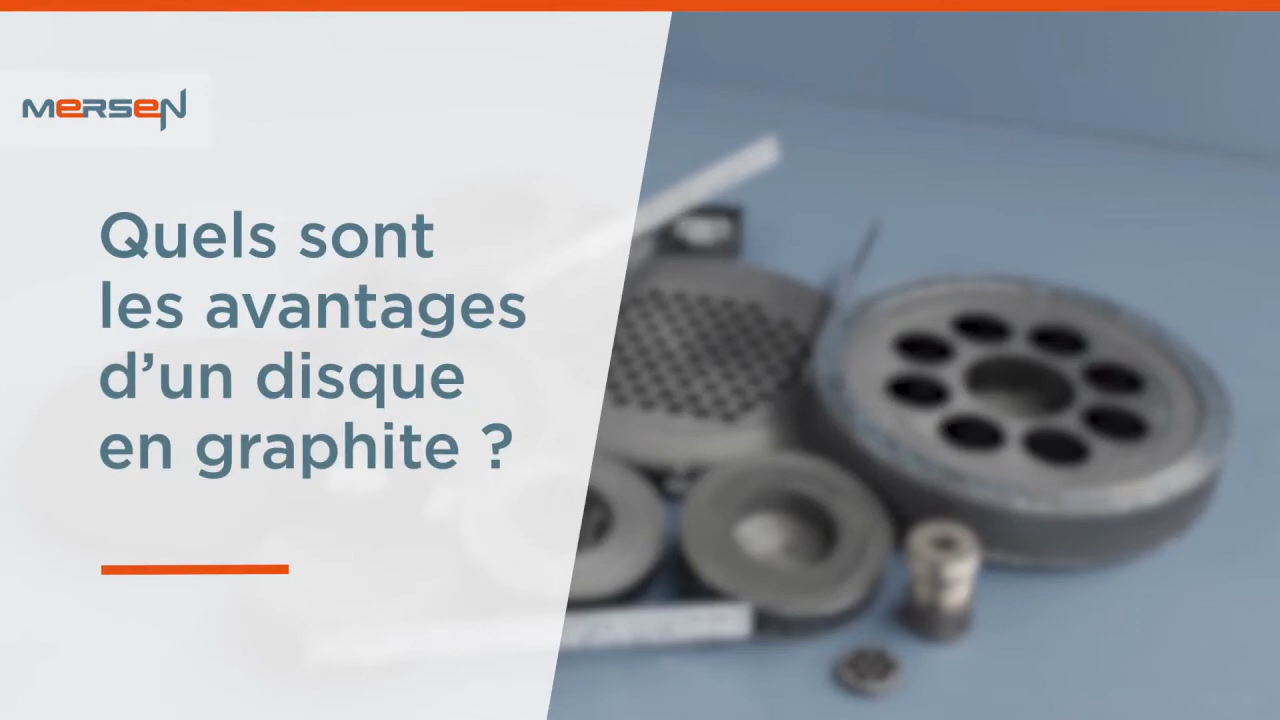 MERSEN
Quels sont
les avantages
d’un disque
en graphite ?